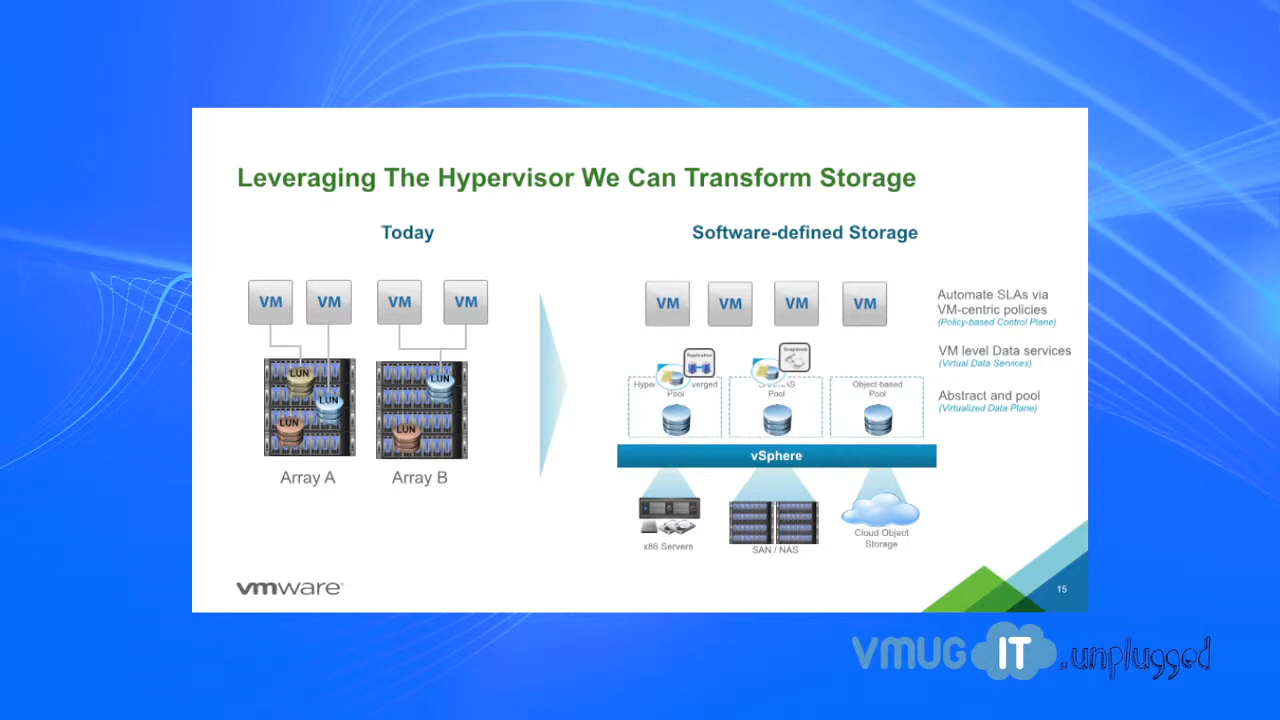 Leveraging The Hypervisor We Can Transform Storage
Today
VM
VM
VM
VM
LUN
LUN
LUN
LUN
LUN
Array A
Array B
Software-defined Storage
VM
VM
VM
VM
Automate SLAs via
VM-centric policies
(Policy-based Control Plane)
VM level Data services
(Virtual Data Services)
Abstract and pool
(Virtualized Data Plane)
Replication
Snapshots
Pool
Pool
Object-based
Pool
vSphere
x86 Servers
SAN / NAS
Cloud Object
Storage
vmware
15
VMUG IT .unplugged